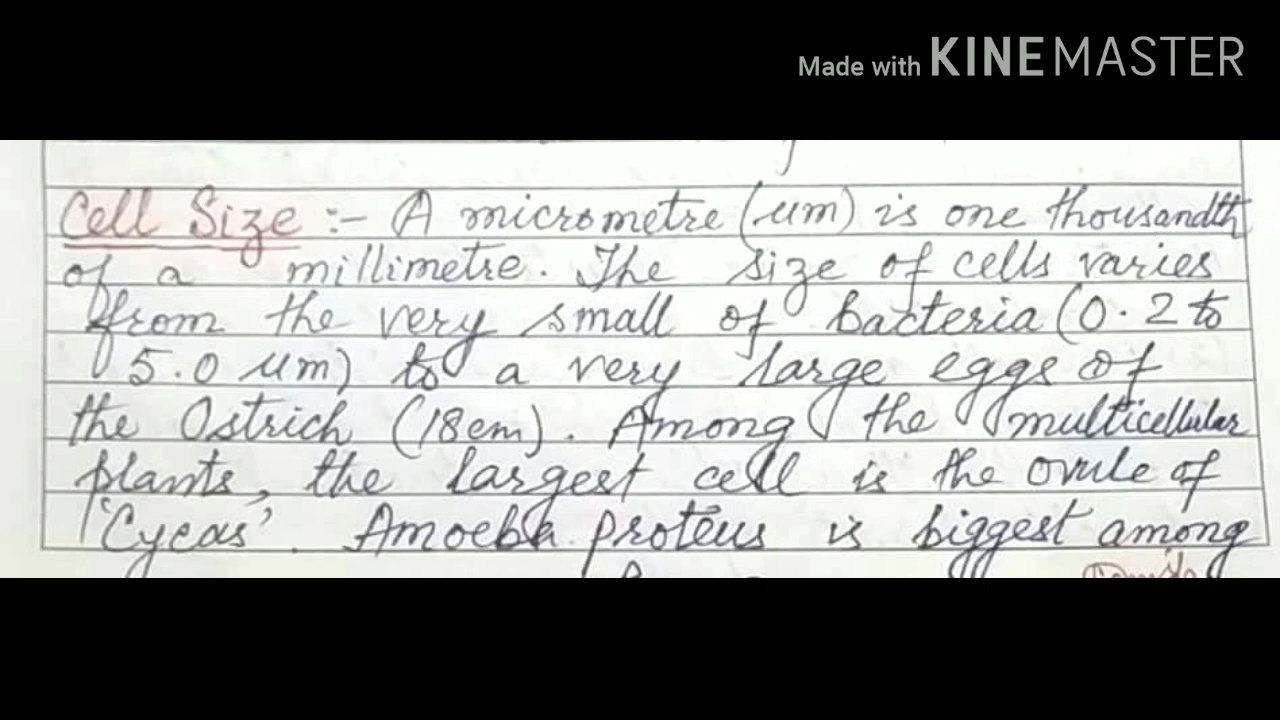 Made with KINEMASTER
Cell Size :- A micrometre (um) is one thousandth
of a millimetre. The size of cells varies
from the very small of bacteria (0.2 to
5.0 um) to a very large eggs of
the Ostrich (18cm). Among the multicellular
plants, the largest cell is the ovule of
'Cycas'. Amoeba proteus is biggest among